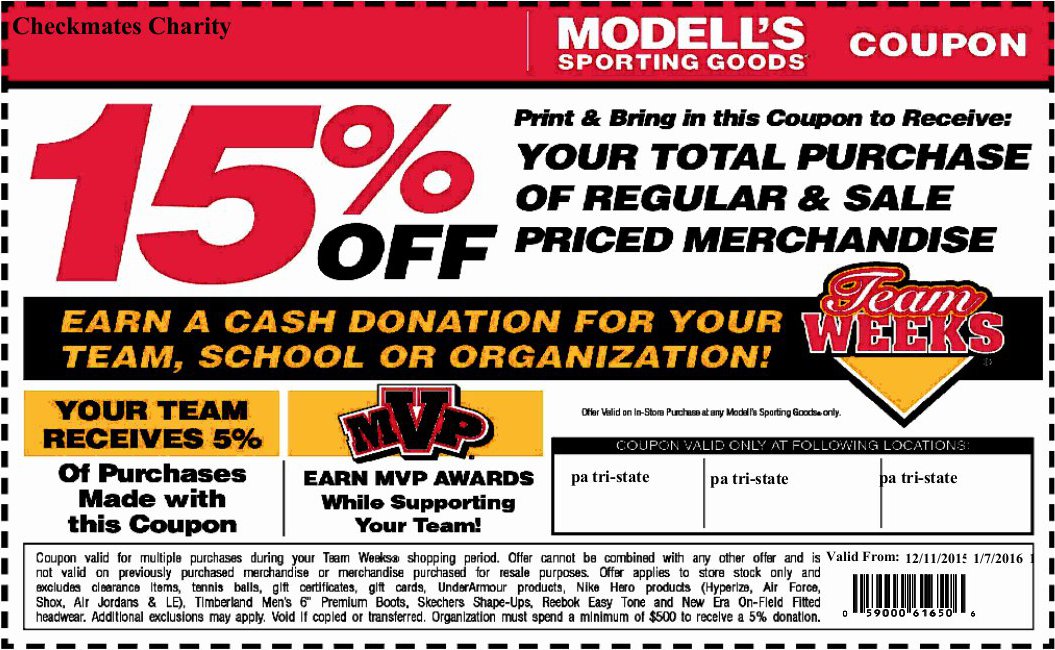 Checkmates Charity
MODELL'S
SPORTING GOODS
COUPON
15%
OFF
Print & Bring in this Coupon to Receive:
YOUR TOTAL PURCHASE
OF REGULAR & SALE
PRICED MERCHANDISE
EARN A CASH DONATION FOR YOUR
TEAM, SCHOOL OR ORGANIZATION!
Team
WEEKS
YOUR TEAM
RECEIVES 5%
Of Purchases
Made with
this Coupon
MVP
EARN MVP AWARDS
While Supporting
Your Team!
Offer Valid on In-Store Purchase at any Modell's Sporting Goods® only.
COUPON VALID ONLY AT FOLLOWING LOCATIONS:
pa tri-state pa tri-state pa tri-state
Coupon valid for multiple purchases during your Team Weeks® shopping period. Offer cannot be combined with any other offer and is
not valid on previously purchased merchandise or merchandise purchased for resale purposes. Offer applies to store stock only and
excludes clearance items, tennis balls, gift certificates, gift cards, UnderArmour products, Nike Hero products (Hyperize, Air Force,
Shox, Air Jordans & LE), Timberland Men's 6" Premium Boots, Skechers Shape-Ups, Reebok Easy Tone and New Era On-Field Fitted
headwear. Additional exclusions may apply. Void if copied or transferred. Organization must spend a minimum of $500 to receive a 5% donation.
Valid From: 12/11/2015 1/7/2016 1
0 59000 61650 6